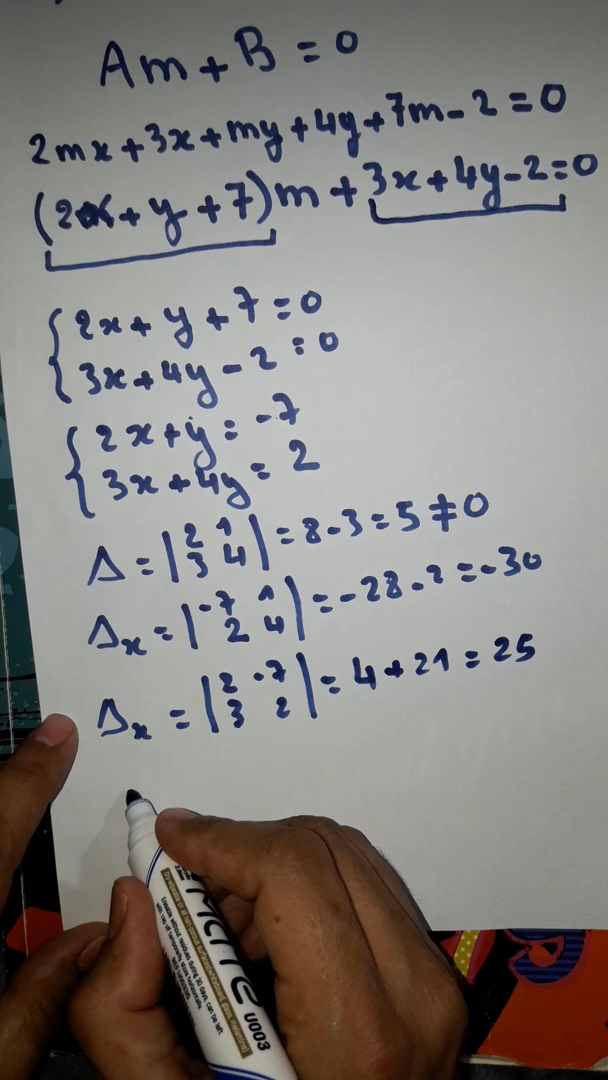 Am + B = 0
2mx + 3x + my + 4y + 7m - 2 = 0
(2x + y + 7)m + 3x + 4y - 2 = 0
{ 2x + y + 7 = 0
3x + 4y - 2 = 0
{ 2x + y = -7
3x + 4y = 2
Δ = |2 1
3 4| = 8 - 3 = 5 ≠ 0
Δx = |-7 1
2 4| = -28 - 2 = -30
Δx = |2 -7
3 2| = 4 + 21 = 25
U003